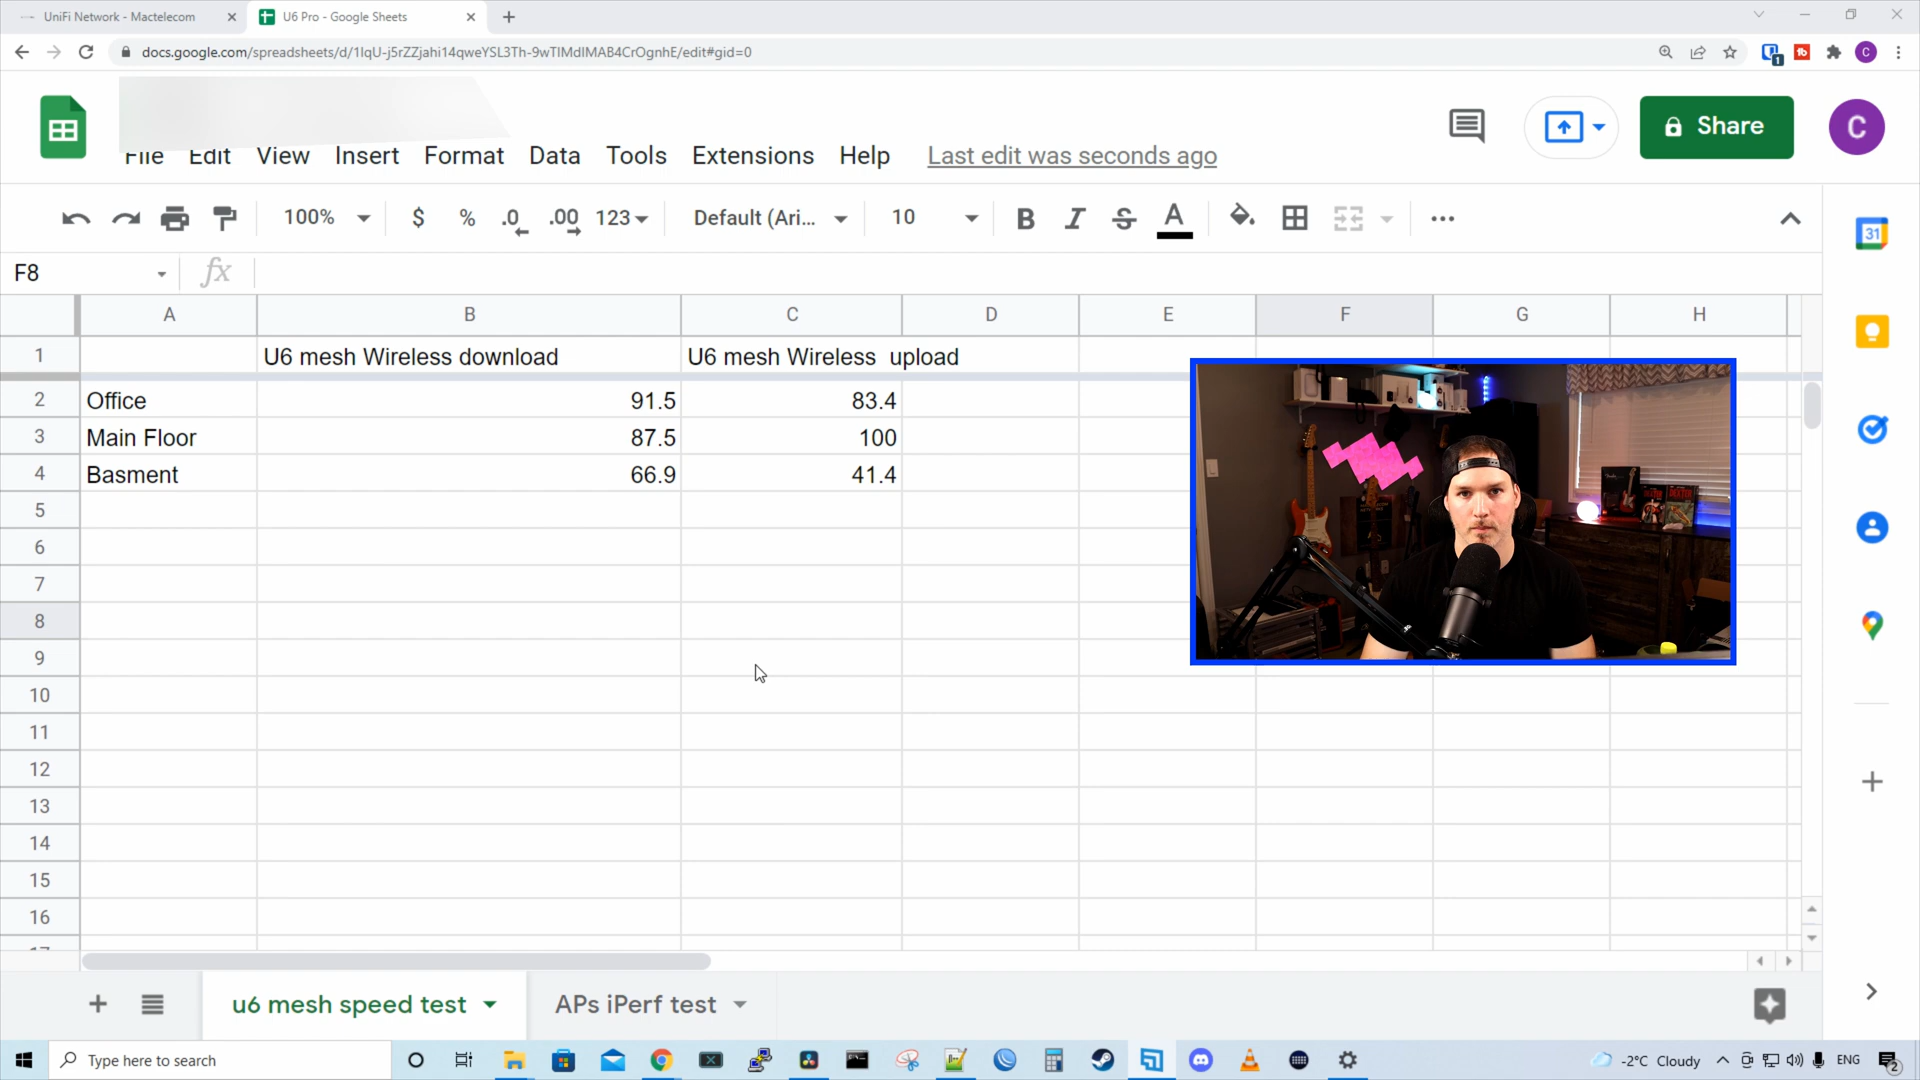 UniFi Network - Mactelecom
U6 Pro - Google Sheets
docs.google.com/spreadsheets/d/1IqU-j5rZZjahi14qweYSL3Th-9wTIMdIMAB4CrOgnhE/edit#gid=0
File Edit View Insert Format Data Tools Extensions Help Last edit was seconds ago
Share
C
100% $ % .0 .00 123 Default (Ari... 10 B I S A
31
F8 fx
A B C D E F G H
1 U6 mesh Wireless download U6 mesh Wireless upload
2 Office 91.5 83.4
3 Main Floor 87.5 100
4 Basment 66.9 41.4
5
6
7
8
9
10
11
12
13
14
15
16
17
u6 mesh speed test APs iPerf test
Type here to search
-2°C Cloudy ENG 2